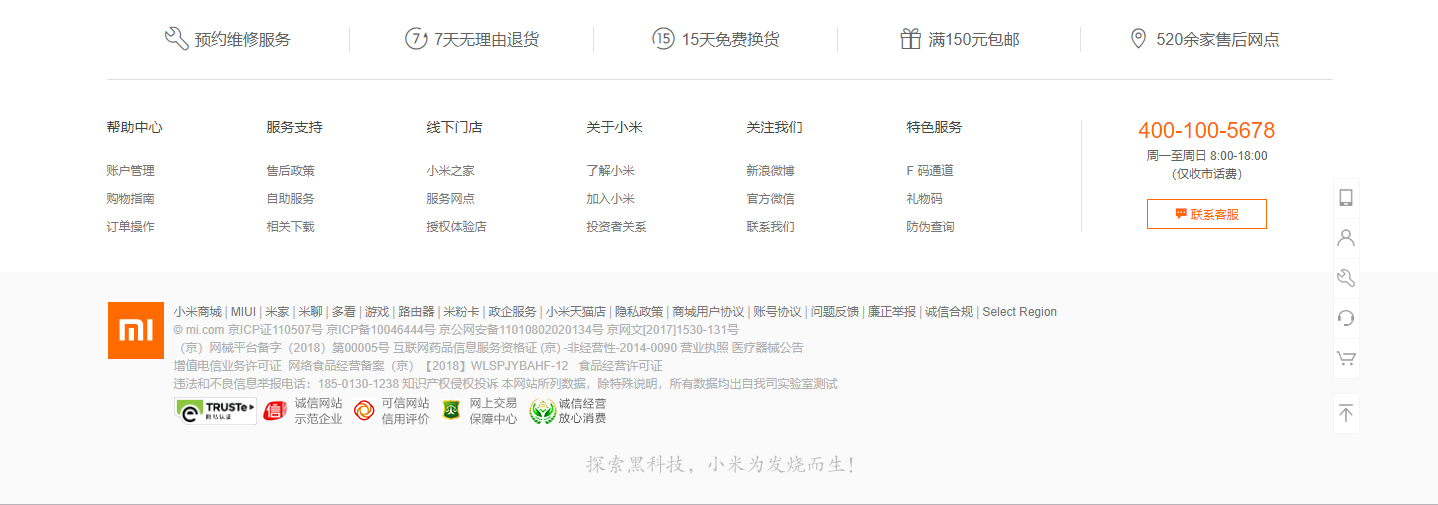 预约维修服务
7天无理由退货
15天免费换货
满150元包邮
520余家售后网点
帮助中心
账户管理
购物指南
订单操作
服务支持
售后政策
自助服务
相关下载
线下门店
小米之家
服务网点
授权体验店
关于小米
了解小米
加入小米
投资者关系
关注我们
新浪微博
官方微信
联系我们
特色服务
F 码通道
礼物码
防伪查询
400-100-5678
周一至周日 8:00-18:00
（仅收市话费）
联系客服
小米商城 | MIUI | 米家 | 米聊 | 多看 | 游戏 | 路由器 | 米粉卡 | 政企服务 | 小米天猫店 | 隐私政策 | 商城用户协议 | 账号协议 | 问题反馈 | 廉正举报 | 诚信合规 | Select Region
© mi.com 京ICP证110507号 京ICP备10046444号 京公网安备11010802020134号 京网文[2017]1530-131号
（京）网械平台备字（2018）第00005号 互联网药品信息服务资格证 (京) -非经营性-2014-0090 营业执照 医疗器械公告
增值电信业务许可证 网络食品经营备案（京）【2018】WLSPJYBAHF-12 食品经营许可证
违法和不良信息举报电话：185-0130-1238 知识产权侵权投诉 本网站所列数据，除特殊说明，所有数据均出自我司实验室测试
TRUSTe
诚信网站
示范企业
可信网站
信用评价
网上交易
保障中心
诚信经营
放心消费
探索黑科技，小米为发烧而生！